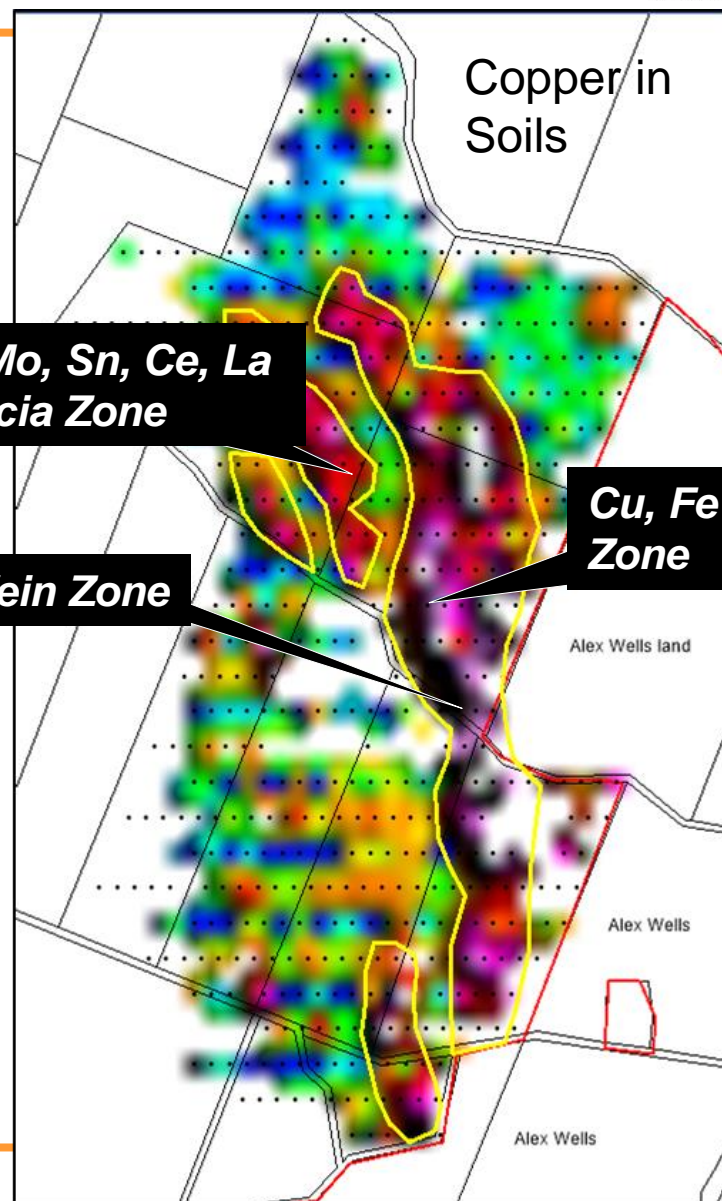 Copper in
Soils
Mo, Sn, Ce, La
cia Zone
Cu, Fe
Zone
ein Zone
Alex Wells land
Alex Wells
Alex Wells